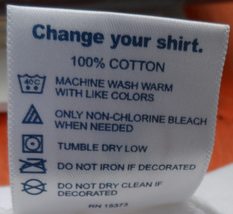 Change your shirt.
100% COTTON
40°C
MACHINE WASH WARM
WITH LIKE COLORS
ONLY NON-CHLORINE BLEACH
WHEN NEEDED
TUMBLE DRY LOW
DO NOT IRON IF DECORATED
DO NOT DRY CLEAN IF
DECORATED
RN 15373